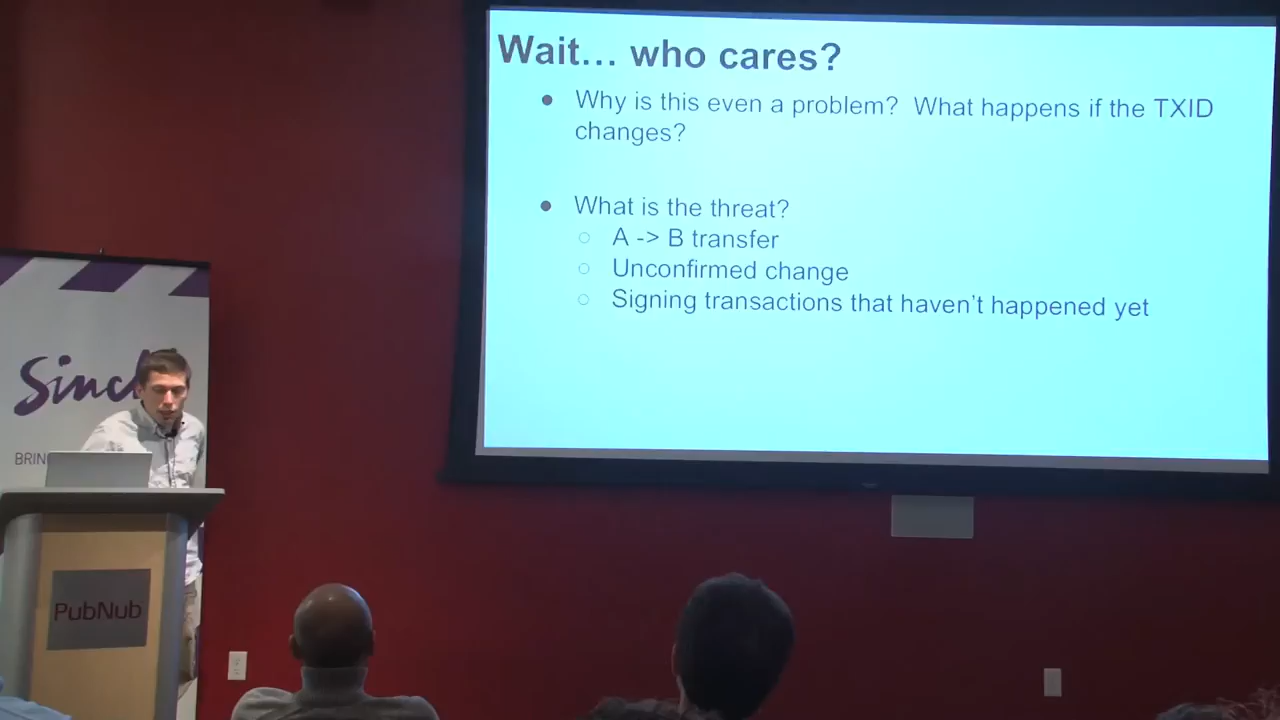 Wait... who cares?
Why is this even a problem?  What happens if the TXID
changes?
What is the threat?
A -> B transfer
Unconfirmed change
Signing transactions that haven't happened yet
PubNub